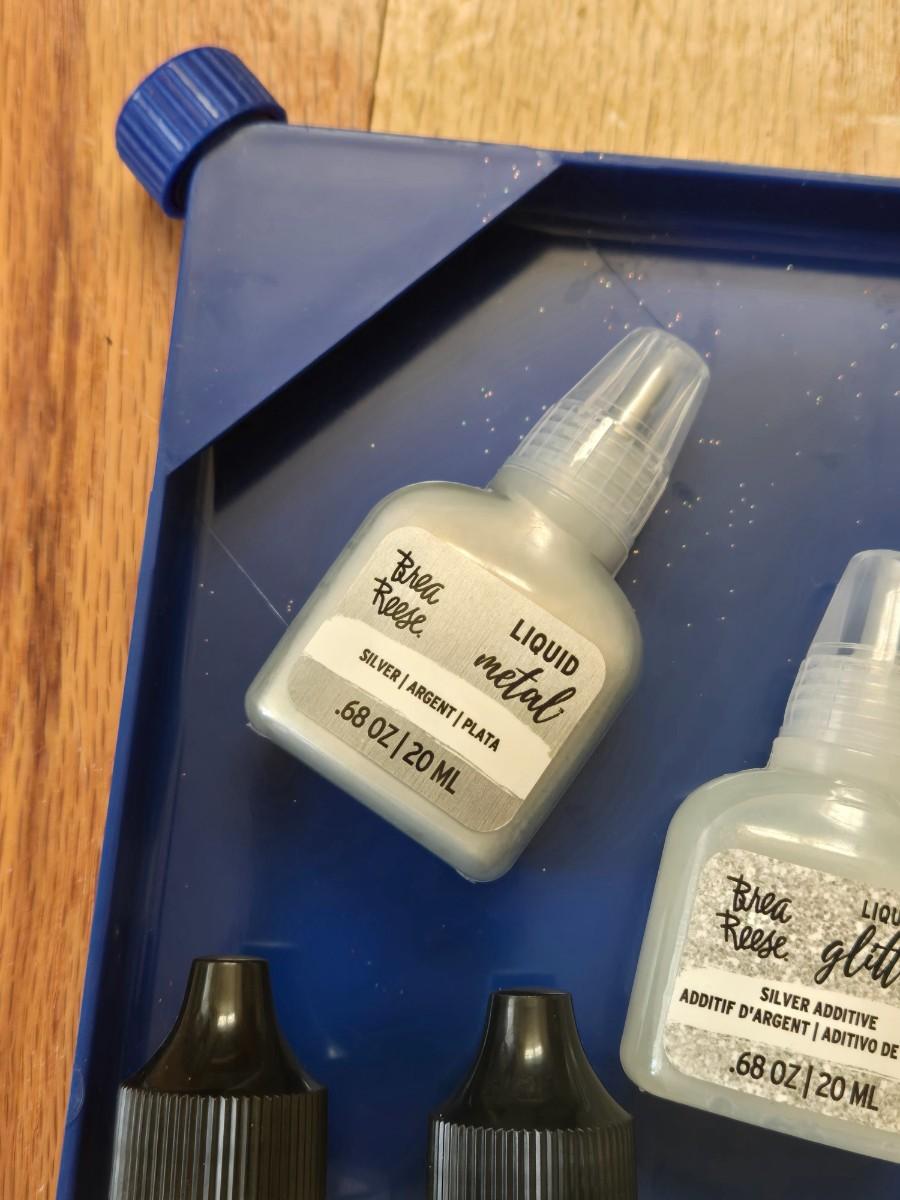 Brea
Reese.
LIQUID
metal
SILVER | ARGENT | PLATA
.68 OZ | 20 ML
Brea
Reese.
SILVER ADDITIVE
ADDITIF D'ARGENT | ADITIVO DE
.68 OZ | 20 ML